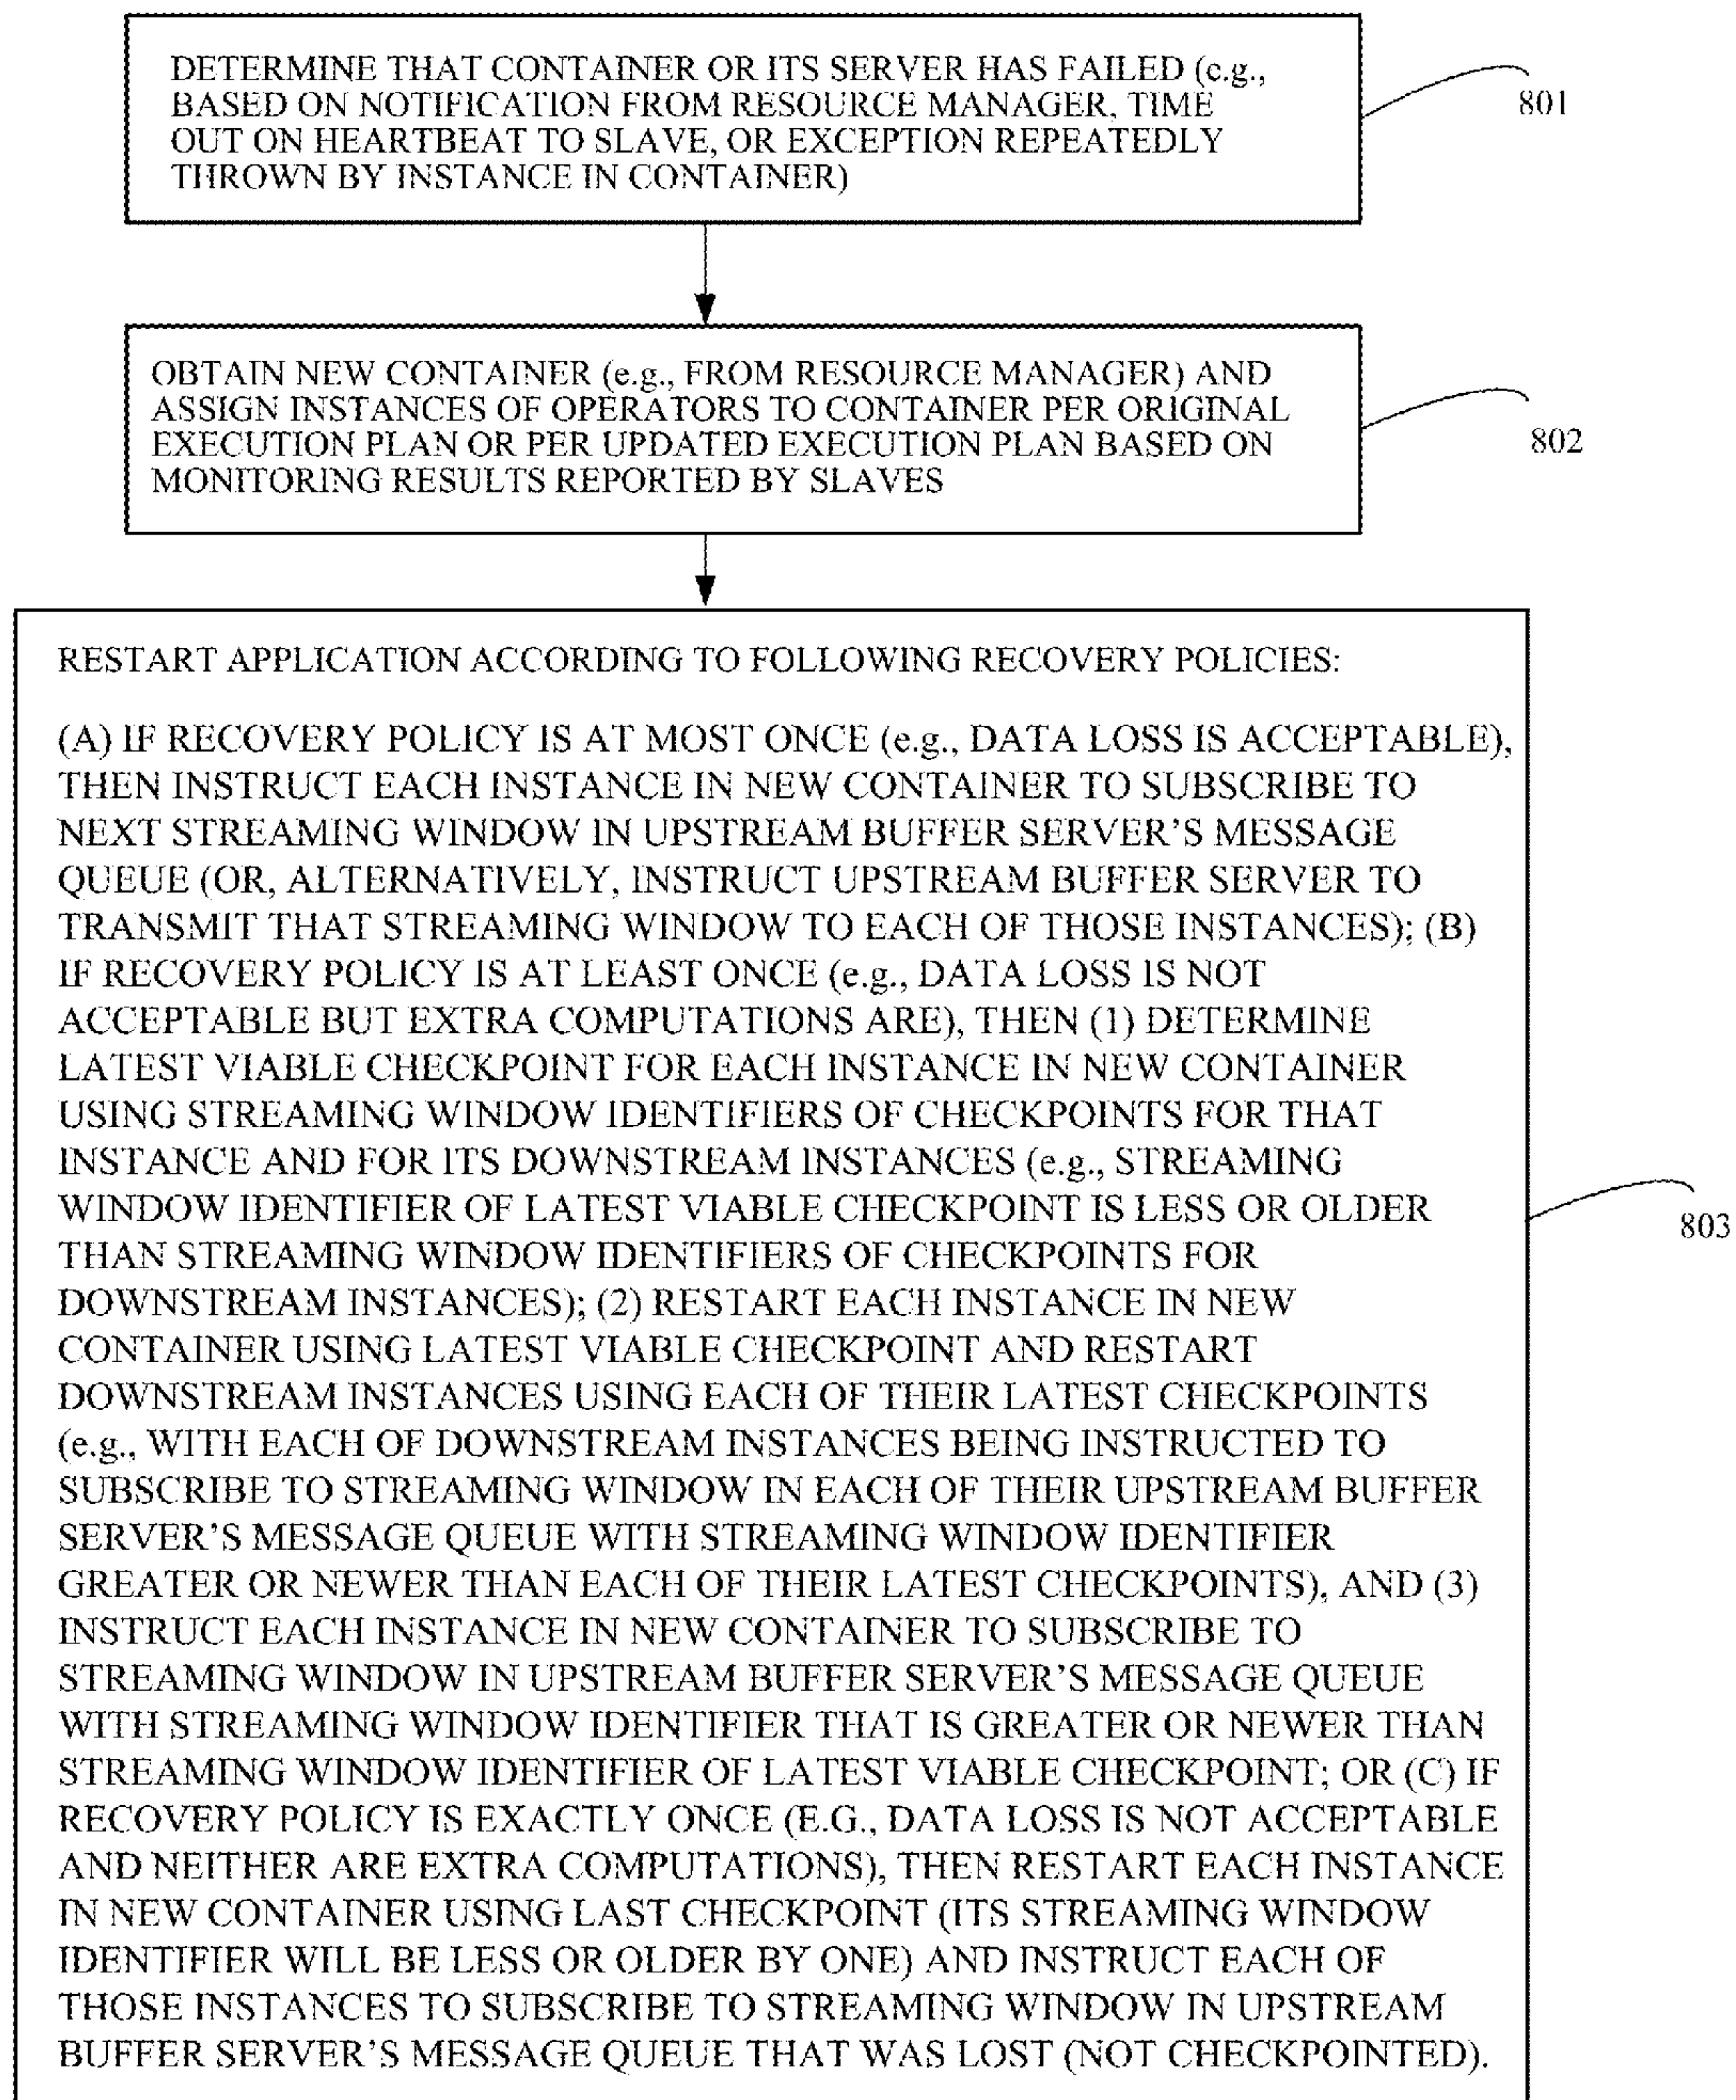 DETERMINE THAT CONTAINER OR ITS SERVER HAS FAILED (e.g.,
BASED ON NOTIFICATION FROM RESOURCE MANAGER, TIME
OUT ON HEARTBEAT TO SLAVE, OR EXCEPTION REPEATEDLY
THROWN BY INSTANCE IN CONTAINER)
801
OBTAIN NEW CONTAINER (e.g., FROM RESOURCE MANAGER) AND
ASSIGN INSTANCES OF OPERATORS TO CONTAINER PER ORIGINAL
EXECUTION PLAN OR PER UPDATED EXECUTION PLAN BASED ON
MONITORING RESULTS REPORTED BY SLAVES
802
RESTART APPLICATION ACCORDING TO FOLLOWING RECOVERY POLICIES:
(A) IF RECOVERY POLICY IS AT MOST ONCE (e.g., DATA LOSS IS ACCEPTABLE),
THEN INSTRUCT EACH INSTANCE IN NEW CONTAINER TO SUBSCRIBE TO
NEXT STREAMING WINDOW IN UPSTREAM BUFFER SERVER'S MESSAGE
QUEUE (OR, ALTERNATIVELY, INSTRUCT UPSTREAM BUFFER SERVER TO
TRANSMIT THAT STREAMING WINDOW TO EACH OF THOSE INSTANCES); (B)
IF RECOVERY POLICY IS AT LEAST ONCE (e.g., DATA LOSS IS NOT
ACCEPTABLE BUT EXTRA COMPUTATIONS ARE), THEN (1) DETERMINE
LATEST VIABLE CHECKPOINT FOR EACH INSTANCE IN NEW CONTAINER
USING STREAMING WINDOW IDENTIFIERS OF CHECKPOINTS FOR THAT
INSTANCE AND FOR ITS DOWNSTREAM INSTANCES (e.g., STREAMING
WINDOW IDENTIFIER OF LATEST VIABLE CHECKPOINT IS LESS OR OLDER
THAN STREAMING WINDOW IDENTIFIERS OF CHECKPOINTS FOR
DOWNSTREAM INSTANCES); (2) RESTART EACH INSTANCE IN NEW
CONTAINER USING LATEST VIABLE CHECKPOINT AND RESTART
DOWNSTREAM INSTANCES USING EACH OF THEIR LATEST CHECKPOINTS
(e.g., WITH EACH OF DOWNSTREAM INSTANCES BEING INSTRUCTED TO
SUBSCRIBE TO STREAMING WINDOW IN EACH OF THEIR UPSTREAM BUFFER
SERVER'S MESSAGE QUEUE WITH STREAMING WINDOW IDENTIFIER
GREATER OR NEWER THAN EACH OF THEIR LATEST CHECKPOINTS), AND (3)
INSTRUCT EACH INSTANCE IN NEW CONTAINER TO SUBSCRIBE TO
STREAMING WINDOW IN UPSTREAM BUFFER SERVER'S MESSAGE QUEUE
WITH STREAMING WINDOW IDENTIFIER THAT IS GREATER OR NEWER THAN
STREAMING WINDOW IDENTIFIER OF LATEST VIABLE CHECKPOINT; OR (C) IF
RECOVERY POLICY IS EXACTLY ONCE (E.G., DATA LOSS IS NOT ACCEPTABLE
AND NEITHER ARE EXTRA COMPUTATIONS), THEN RESTART EACH INSTANCE
IN NEW CONTAINER USING LAST CHECKPOINT (ITS STREAMING WINDOW
IDENTIFIER WILL BE LESS OR OLDER BY ONE) AND INSTRUCT EACH OF
THOSE INSTANCES TO SUBSCRIBE TO STREAMING WINDOW IN UPSTREAM
BUFFER SERVER'S MESSAGE QUEUE THAT WAS LOST (NOT CHECKPOINTED).
803